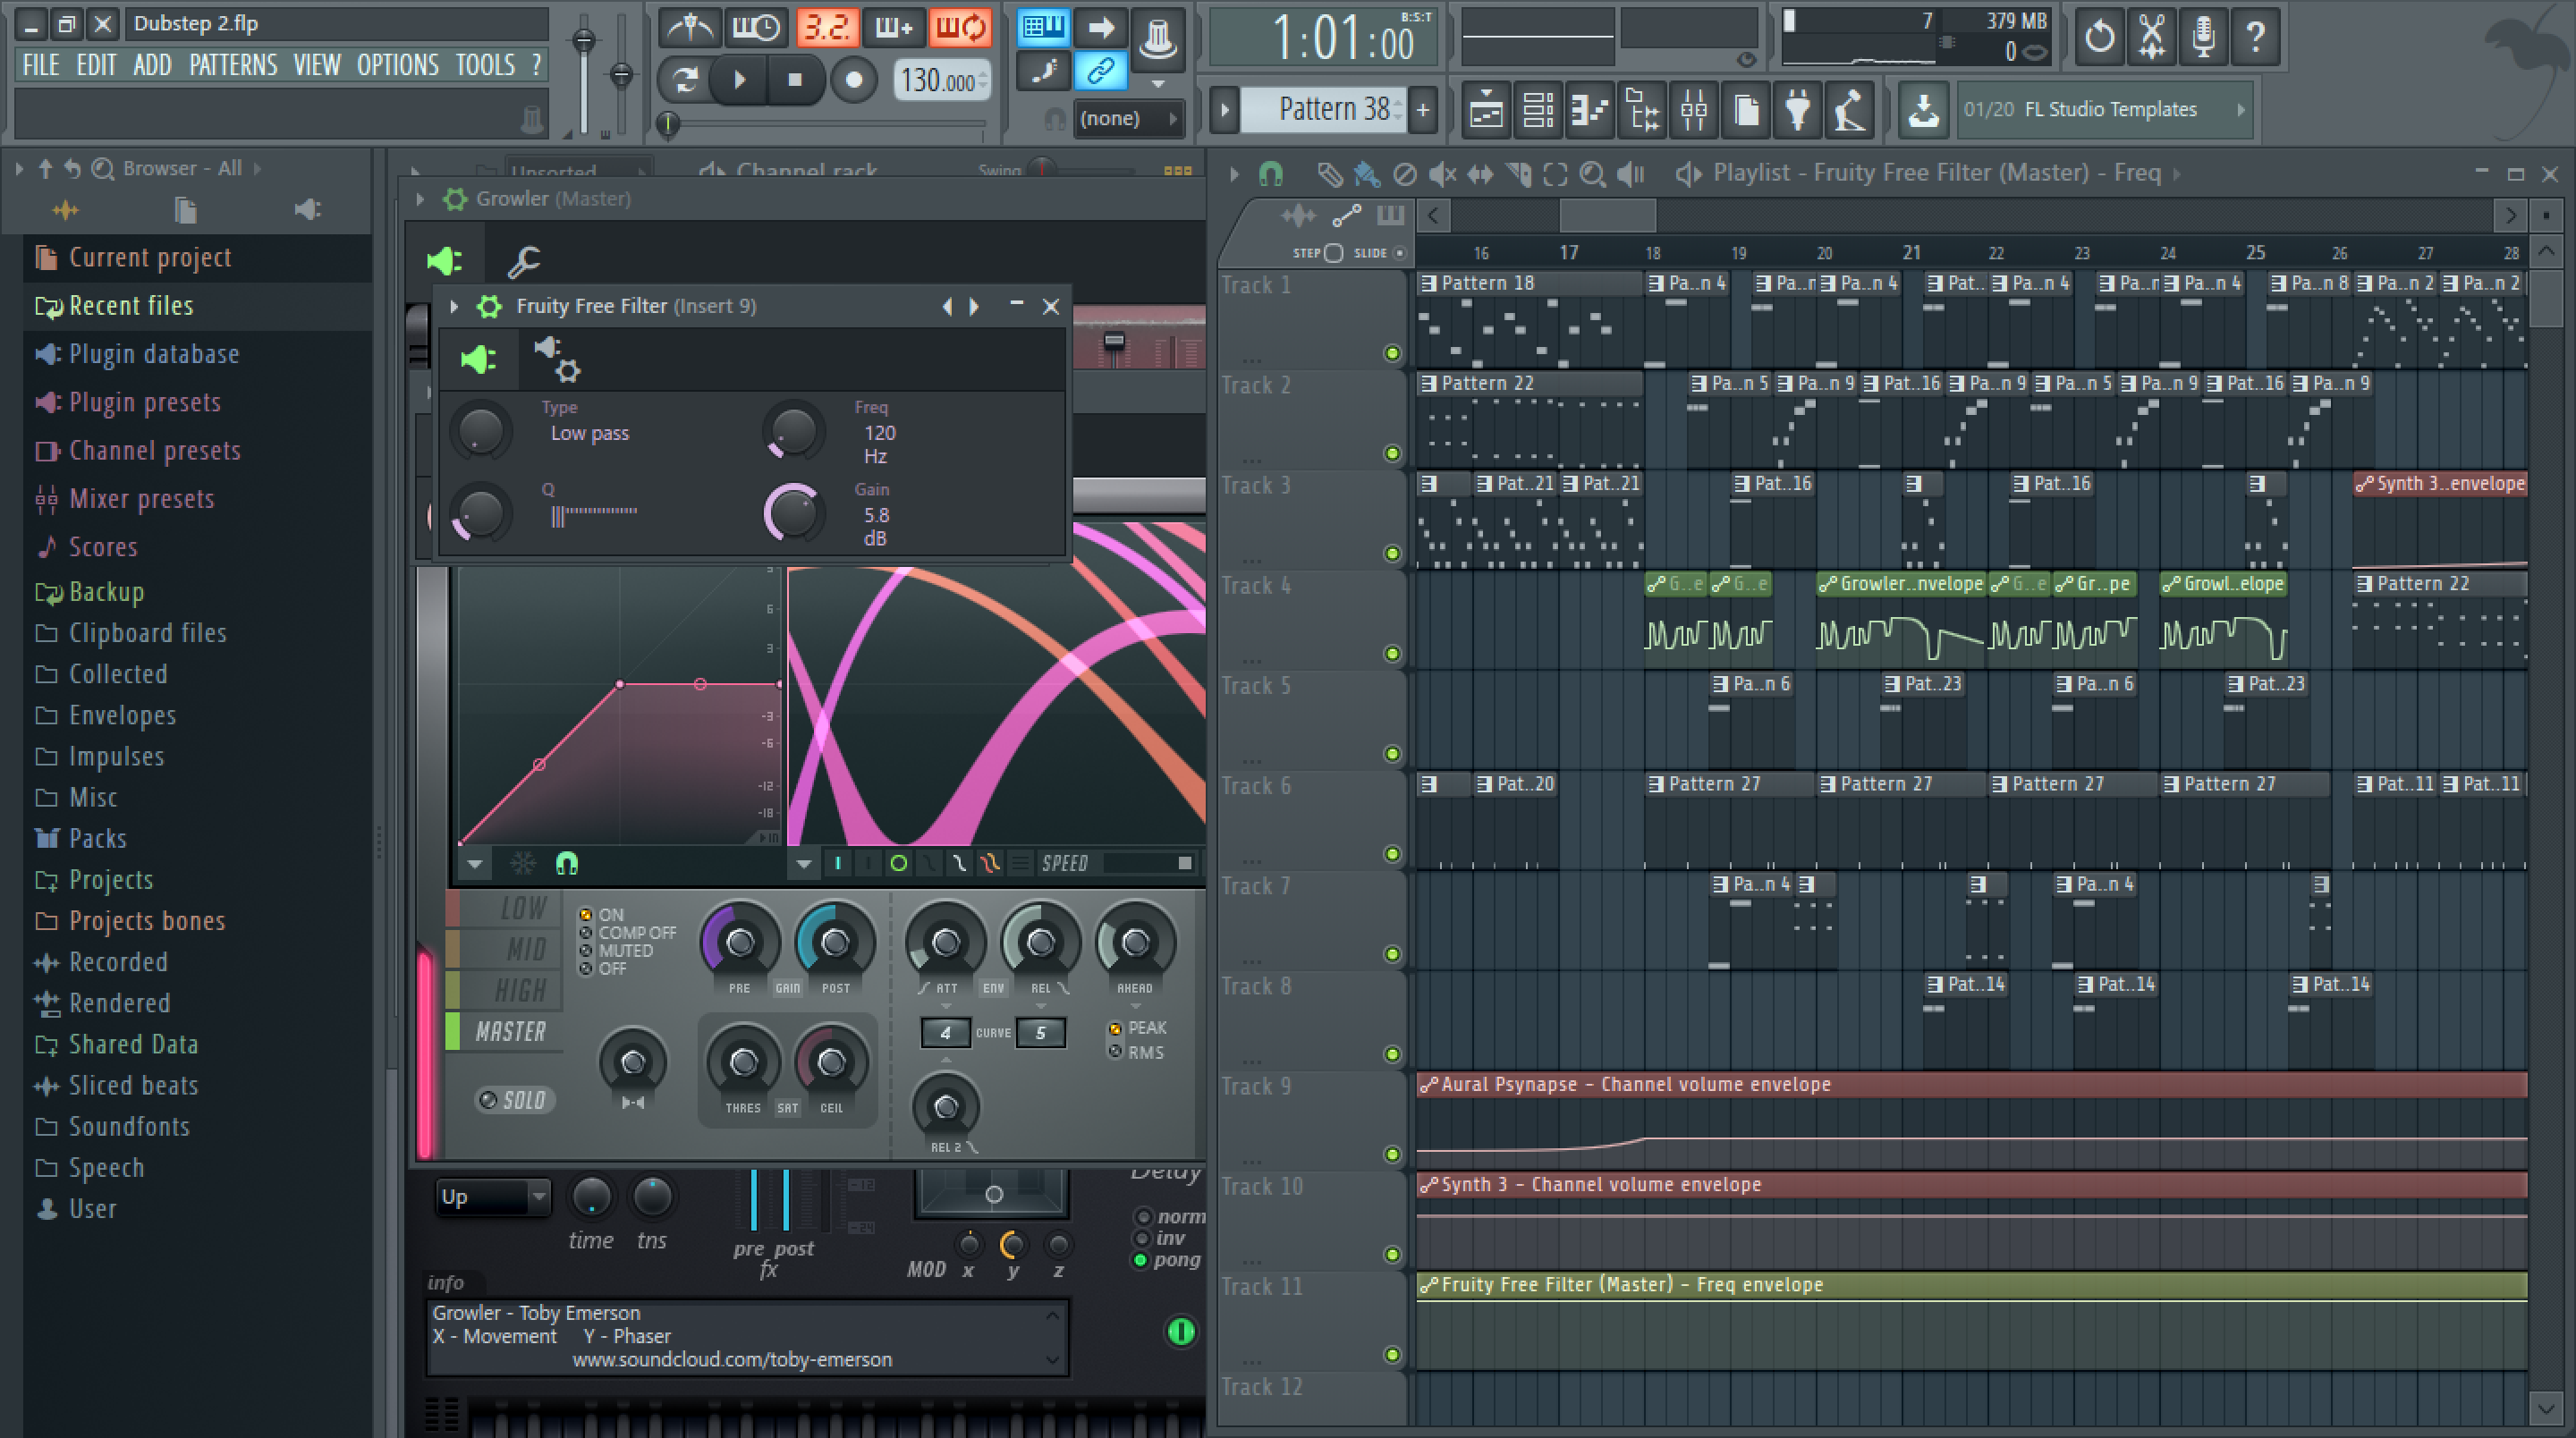 Dubstep 2.flp
FILE EDIT ADD PATTERNS VIEW OPTIONS TOOLS ?
3.2.
130.000
(none)
1:01:00
B:S:T
Pattern 38
+
7
379 MB
0
?
01/20 FL Studio Templates
Browser - All
Current project
Recent files
Plugin database
Plugin presets
Channel presets
Mixer presets
Scores
Backup
Clipboard files
Collected
Envelopes
Impulses
Misc
Packs
Projects
Projects bones
Recorded
Rendered
Shared Data
Sliced beats
Soundfonts
Speech
User
Unsorted
Channel rack
Swing
Growler (Master)
Fruity Free Filter (Insert 9)
Type
Low pass
Freq
120
Hz
Q
Gain
5.8
dB
6
3
-3
-6
-12
-18
IN
SPEED
LOW
MID
HIGH
MASTER
SOLO
ON
COMP OFF
MUTED
OFF
PRE GAIN POST
THRES SAT CEIL
ATT ENV REL
AHEAD
4 CURVE 5
PEAK
RMS
REL 2
Up
time tns
pre post
fx
-12
-24
MOD x y z
Delay
norm
inv
pong
info
Growler - Toby Emerson
X - Movement Y - Phaser
www.soundcloud.com/toby-emerson
Playlist - Fruity Free Filter (Master) - Freq
STEP SLIDE
16 17 18 19 20 21 22 23 24 25 26 27 28
Track 1
Pattern 18 Pa..n 4 Pa..n Pa..n 4 Pat.. Pa..n 4 Pa..n Pa..n 4 Pa..n 8 Pa..n 2 Pa..n 2
Track 2
Pattern 22 Pa..n 5 Pa..n 9 Pat..16 Pa..n 9 Pa..n 5 Pa..n 9 Pat..16 Pa..n 9
Track 3
Pat..21 Pat..21 Pat..16 Pat..16 Synth 3..envelope
Track 4
G..e G..e Growler..nvelope G..e Gr..pe Growl..elope Pattern 22
Track 5
Pa..n 6 Pat..23 Pa..n 6 Pat..23
Track 6
Pat..20 Pattern 27 Pattern 27 Pattern 27 Pattern 27 Pat..11 Pat..11
Track 7
Pa..n 4 Pa..n 4
Track 8
Pat..14 Pat..14 Pat..14
Track 9
Aural Psynapse - Channel volume envelope
Track 10
Synth 3 - Channel volume envelope
Track 11
Fruity Free Filter (Master) - Freq envelope
Track 12